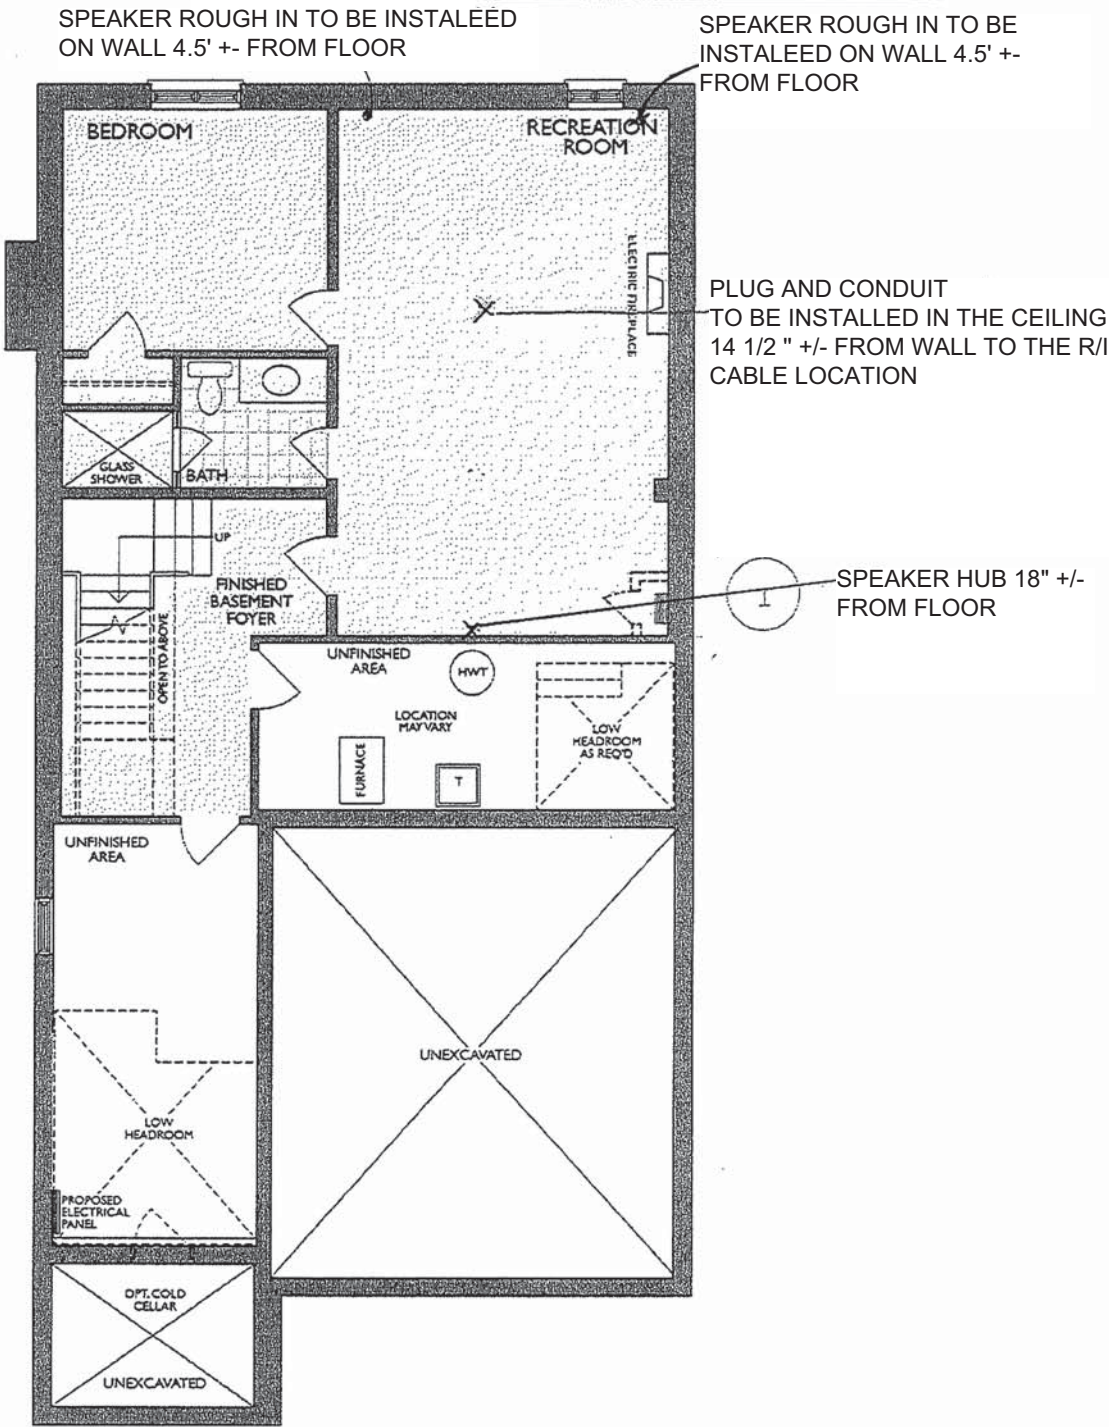 SPEAKER ROUGH IN TO BE INSTALEED
ON WALL 4.5' +- FROM FLOOR
SPEAKER ROUGH IN TO BE
INSTALEED ON WALL 4.5' +-
FROM FLOOR
BEDROOM
RECREATION
ROOM
ELECTRIC FIREPLACE
PLUG AND CONDUIT
TO BE INSTALLED IN THE CEILING
14 1/2 " +/- FROM WALL TO THE R/I
CABLE LOCATION
GLASS
SHOWER
BATH
UP
FINISHED
BASEMENT
FOYER
OPEN TO ABOVE
SPEAKER HUB 18" +/-
FROM FLOOR
1
UNFINISHED
AREA
HWT
LOCATION
MAY VARY
FURNACE
T
LOW
HEADROOM
AS REQ'D
UNFINISHED
AREA
UNEXCAVATED
LOW
HEADROOM
PROPOSED
ELECTRICAL
PANEL
OPT. COLD
CELLAR
UNEXCAVATED